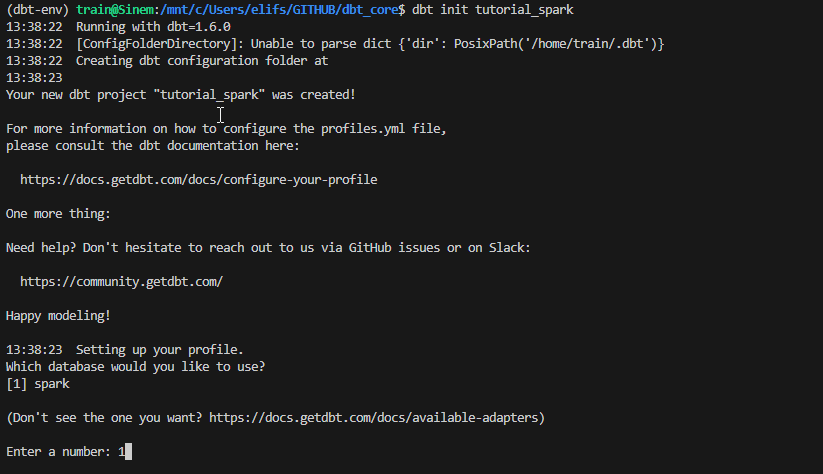 (dbt-env) train@Sinem:/mnt/c/Users/elifs/GITHUB/dbt_core$ dbt init tutorial_spark
13:38:22  Running with dbt=1.6.0
13:38:22  [ConfigFolderDirectory]: Unable to parse dict {'dir': PosixPath('/home/train/.dbt')}
13:38:22  Creating dbt configuration folder at
13:38:23
Your new dbt project "tutorial_spark" was created!
For more information on how to configure the profiles.yml file,
please consult the dbt documentation here:
https://docs.getdbt.com/docs/configure-your-profile
One more thing:
Need help? Don't hesitate to reach out to us via GitHub issues or on Slack:
https://community.getdbt.com/
Happy modeling!
13:38:23  Setting up your profile.
Which database would you like to use?
[1] spark
(Don't see the one you want? https://docs.getdbt.com/docs/available-adapters)
Enter a number: 1